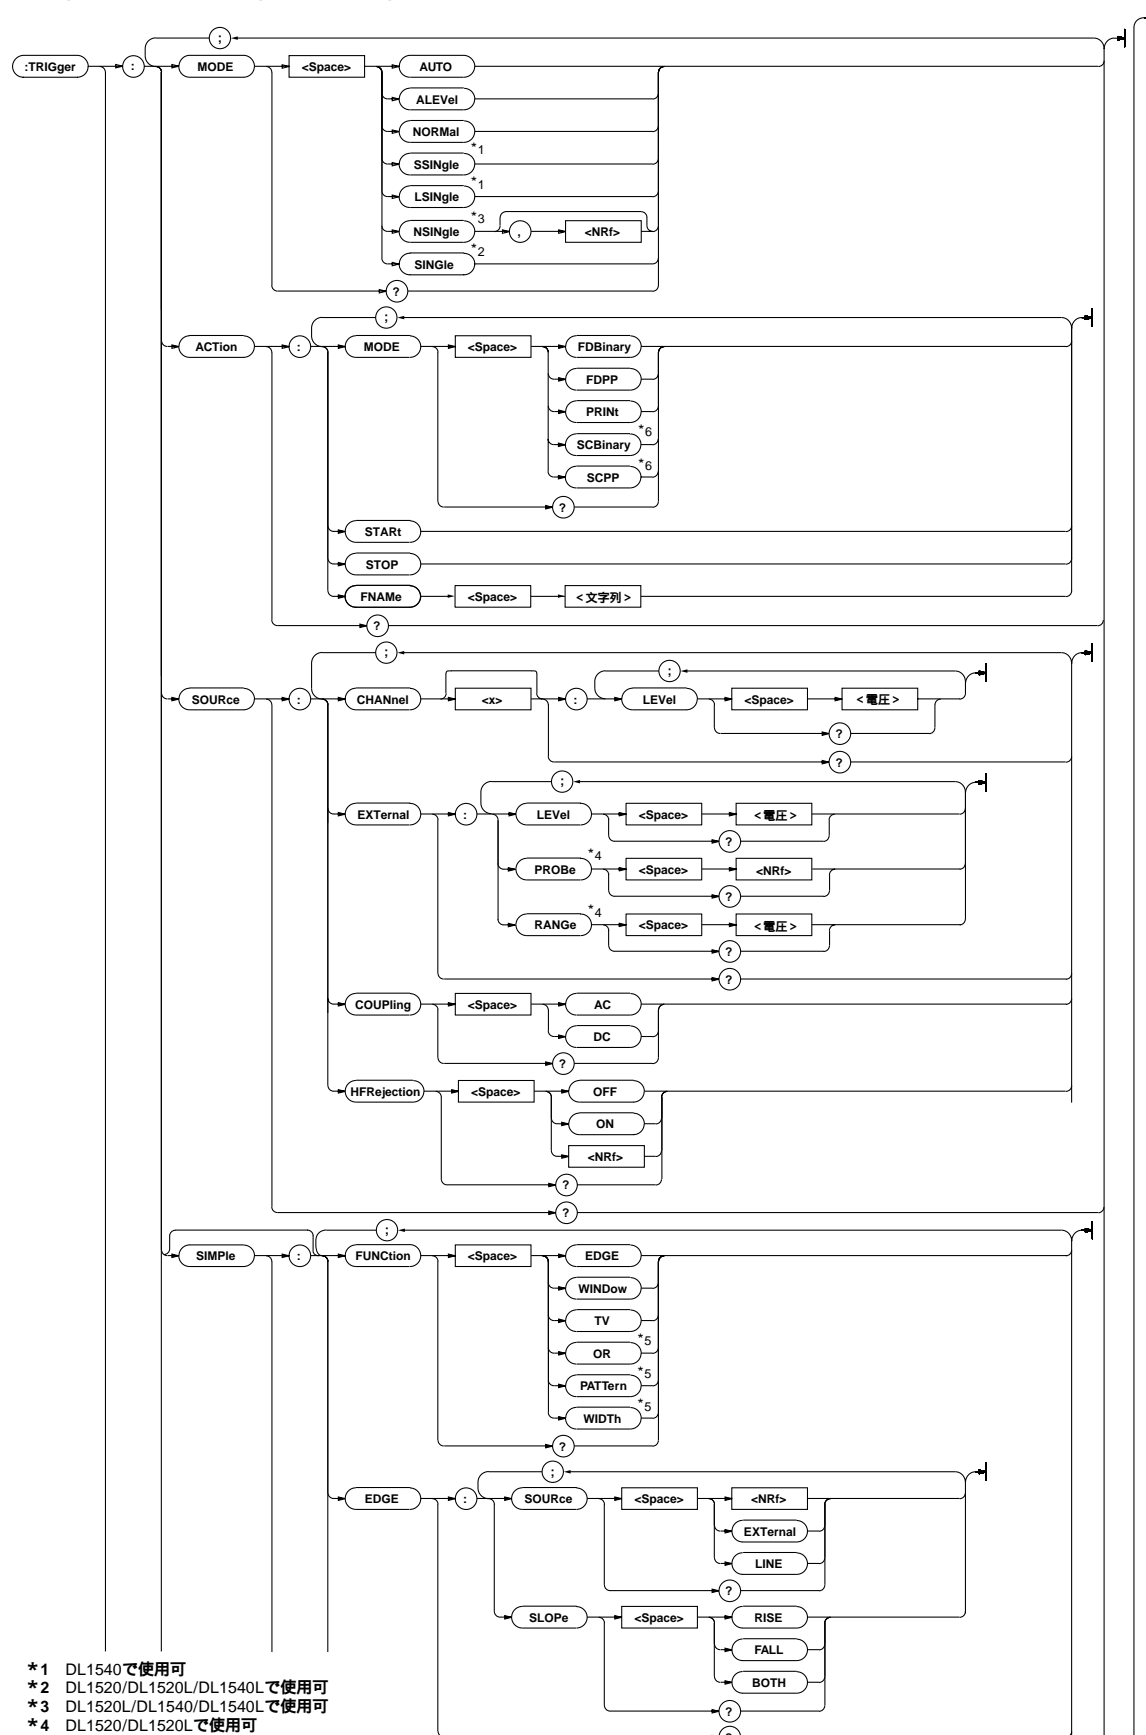 ;
:TRIGger : MODE <Space> AUTO
ALEVel
NORMal
SSINgle *1
LSINgle *1
NSINgle *3 , <NRf>
SINGle *2
?
;
ACTion : MODE <Space> FDBinary
FDPP
PRINt
SCBinary *6
SCPP *6
?
STARt
STOP
FNAMe <Space> <文字列>
?
;
;
SOURce : CHANnel <x> : LEVel <Space> <電圧>
?
?
;
EXTernal : LEVel <Space> <電圧>
?
PROBe *4 <Space> <NRf>
?
RANGe *4 <Space> <電圧>
?
?
COUPling <Space> AC
DC
?
HFRejection <Space> OFF
ON
<NRf>
?
?
;
SIMPle : FUNCtion <Space> EDGE
WINDow
TV
OR *5
PATTern *5
WIDTh *5
?
;
EDGE : SOURce <Space> <NRf>
EXTernal
LINE
?
SLOPe <Space> RISE
FALL
BOTH
?
*1 DL1540で使用可
*2 DL1520/DL1520L/DL1540Lで使用可
*3 DL1520L/DL1540/DL1540Lで使用可
*4 DL1520/DL1520Lで使用可